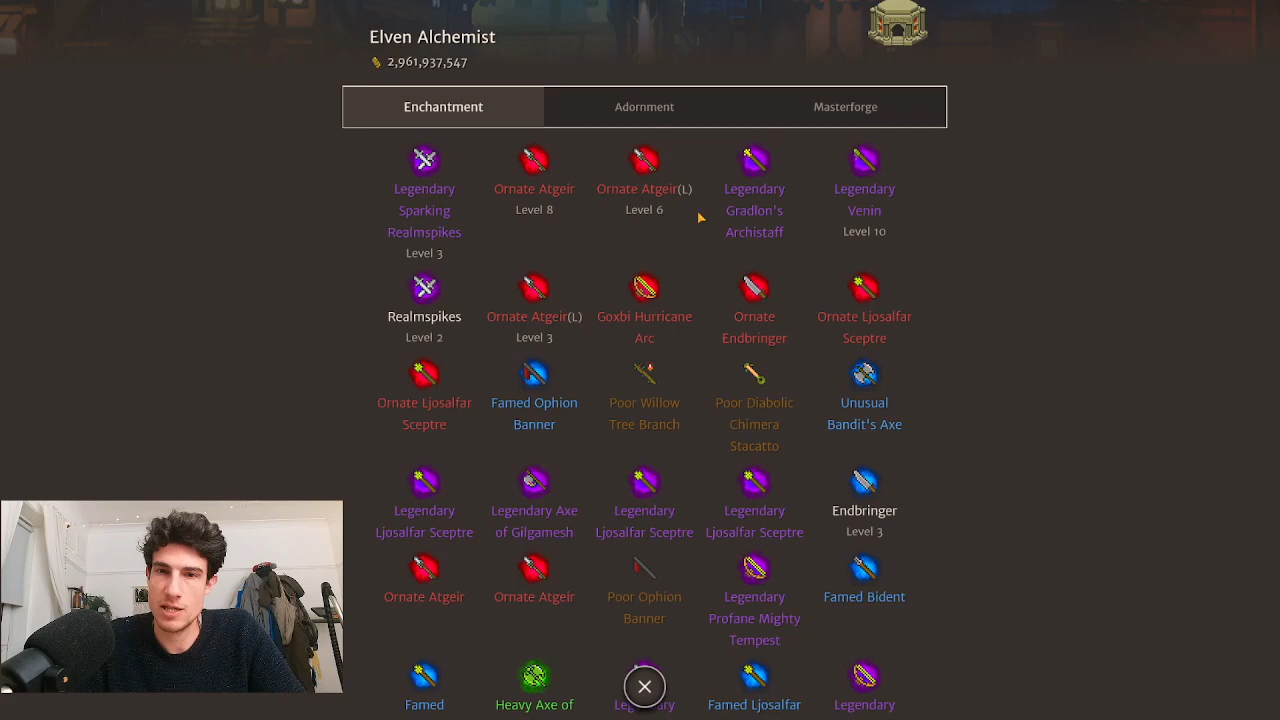 Elven Alchemist
2,961,937,547
Enchantment
Adornment
Masterforge
Legendary
Sparking
Realmspikes
Level 3
Ornate Atgeir
Level 8
Ornate Atgeir(L)
Level 6
Legendary
Gradlon's
Archistaff
Legendary
Venin
Level 10
Realmspikes
Level 2
Ornate Atgeir(L)
Level 3
Goxbi Hurricane
Arc
Ornate
Endbringer
Ornate Ljosalfar
Sceptre
Ornate Ljosalfar
Sceptre
Famed Ophion
Banner
Poor Willow
Tree Branch
Poor Diabolic
Chimera
Stacatto
Unusual
Bandit's Axe
Legendary
Ljosalfar Sceptre
Legendary Axe
of Gilgamesh
Legendary
Ljosalfar Sceptre
Legendary
Ljosalfar Sceptre
Endbringer
Level 3
Ornate Atgeir
Ornate Atgeir
Poor Ophion
Banner
Legendary
Profane Mighty
Tempest
Famed Bident
Famed
Heavy Axe of
Legendary
Famed Ljosalfar
Legendary